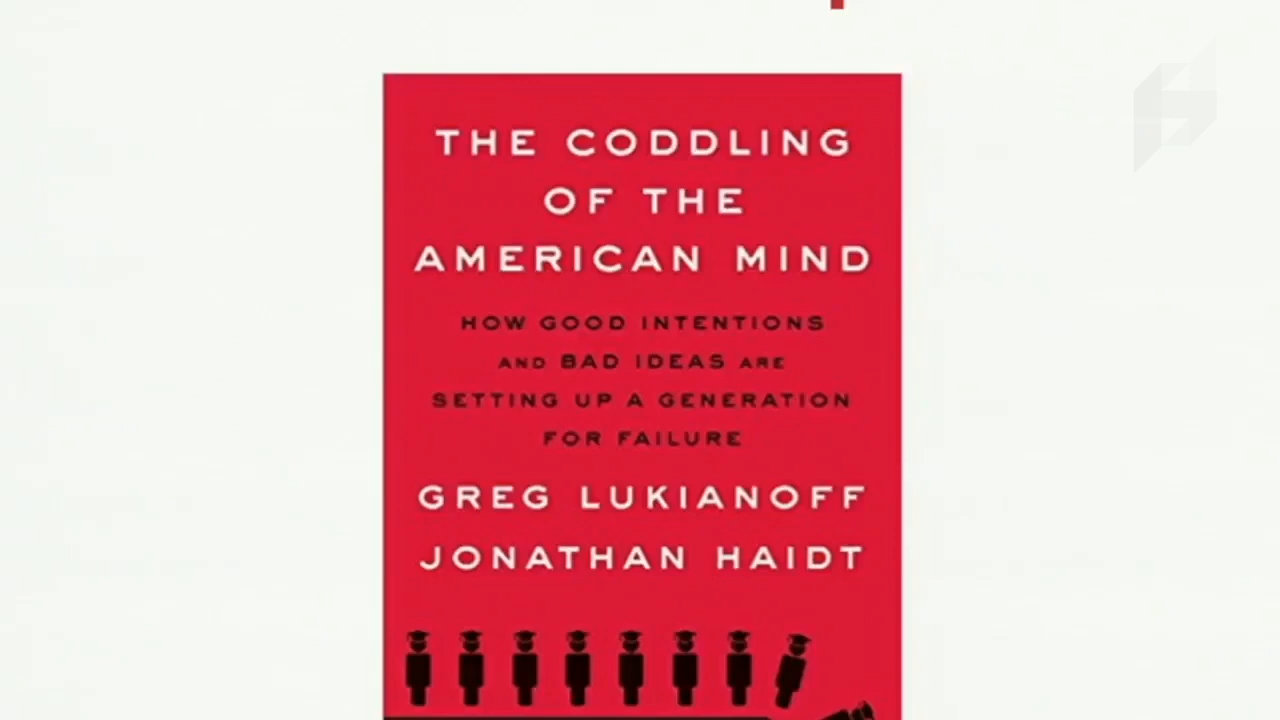 THE CODDLING
OF THE
AMERICAN MIND
HOW GOOD INTENTIONS
AND BAD IDEAS ARE
SETTING UP A GENERATION
FOR FAILURE
GREG LUKIANOFF
JONATHAN HAIDT